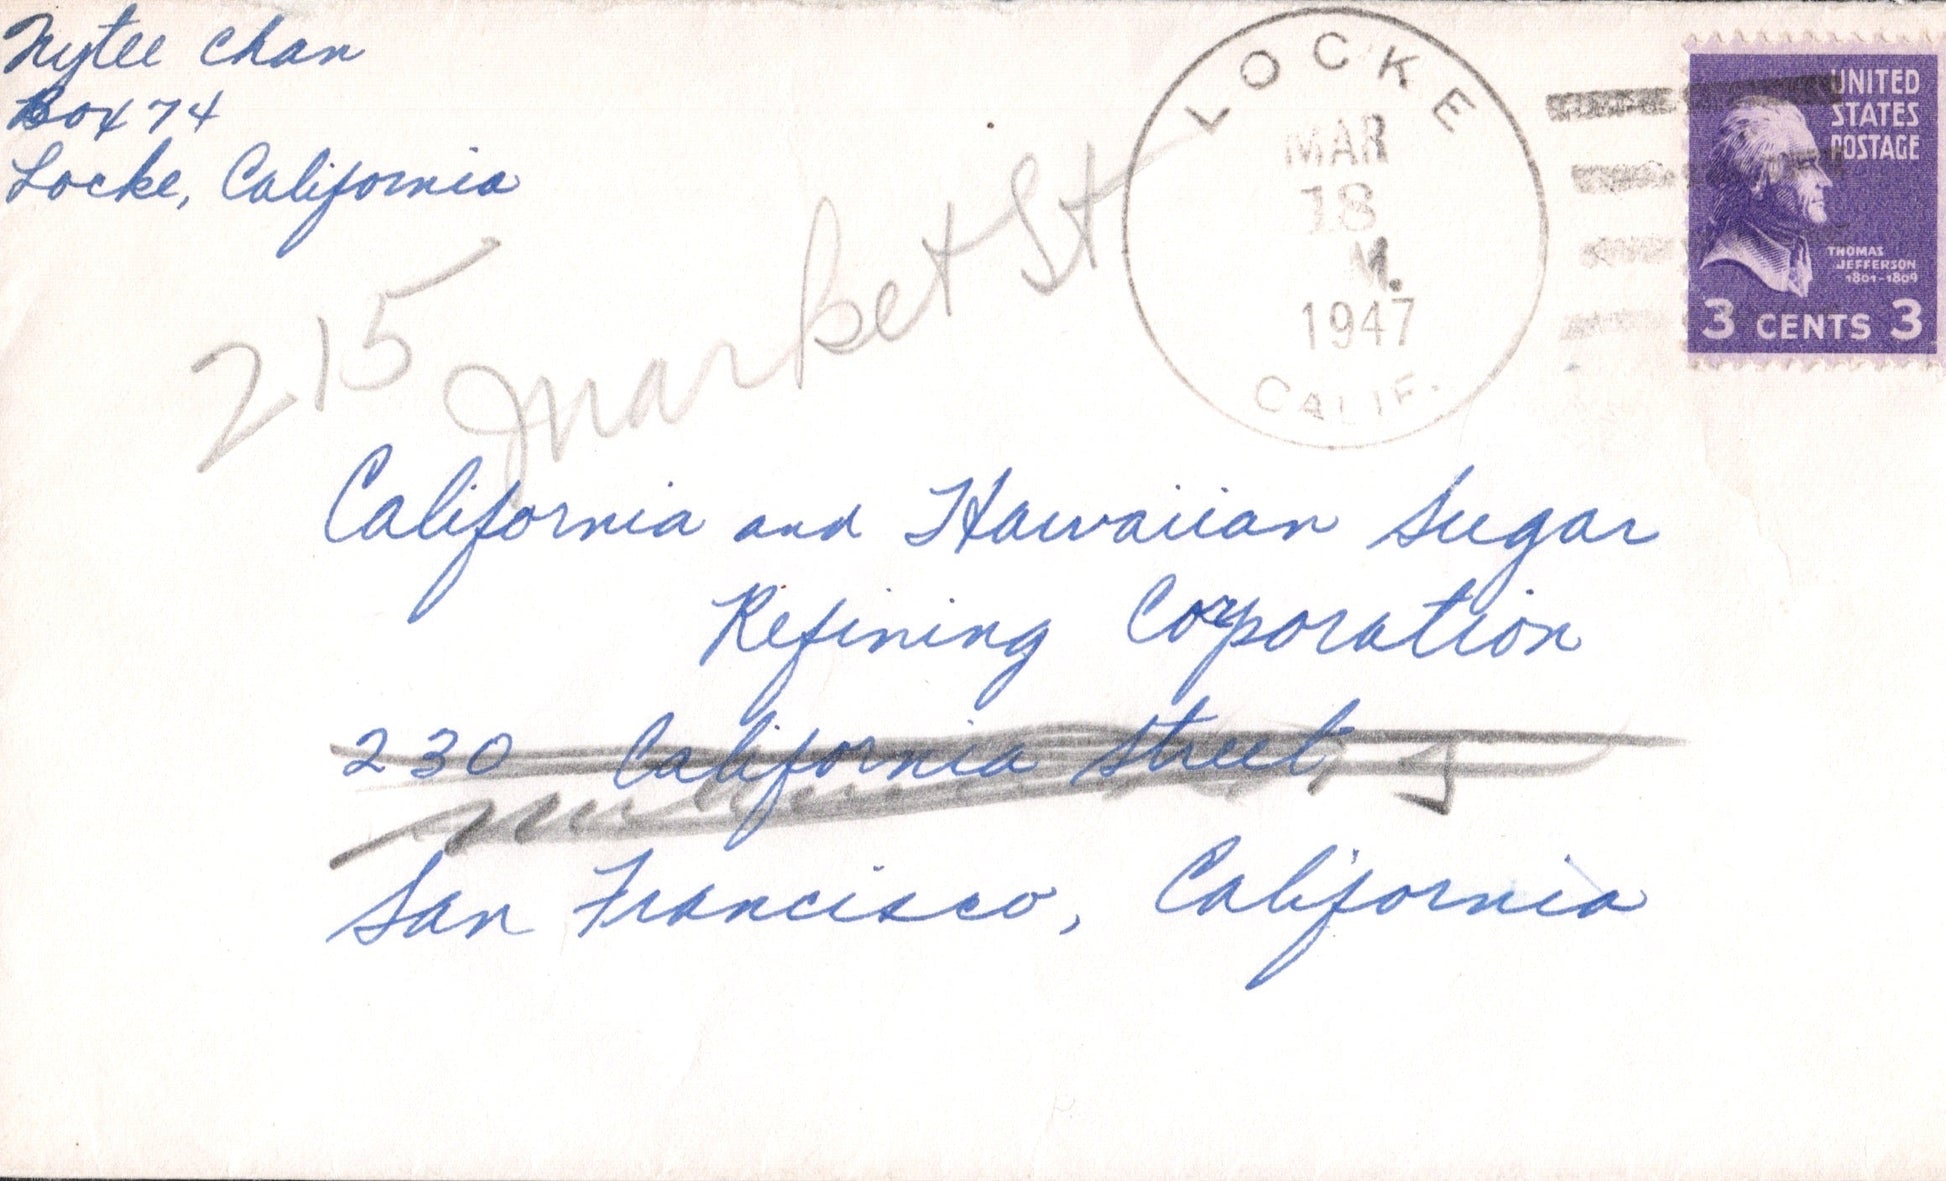 Nytee Chan
Box 74
Locke, California
LOCKE
MAR
18
M.
1947
CALIF.
UNITED
STATES
POSTAGE
THOMAS
JEFFERSON
1801-1809
3 CENTS 3
215 Market St
California and Hawaiian Sugar
Refining Corporation
230 California Street,
San Francisco, California